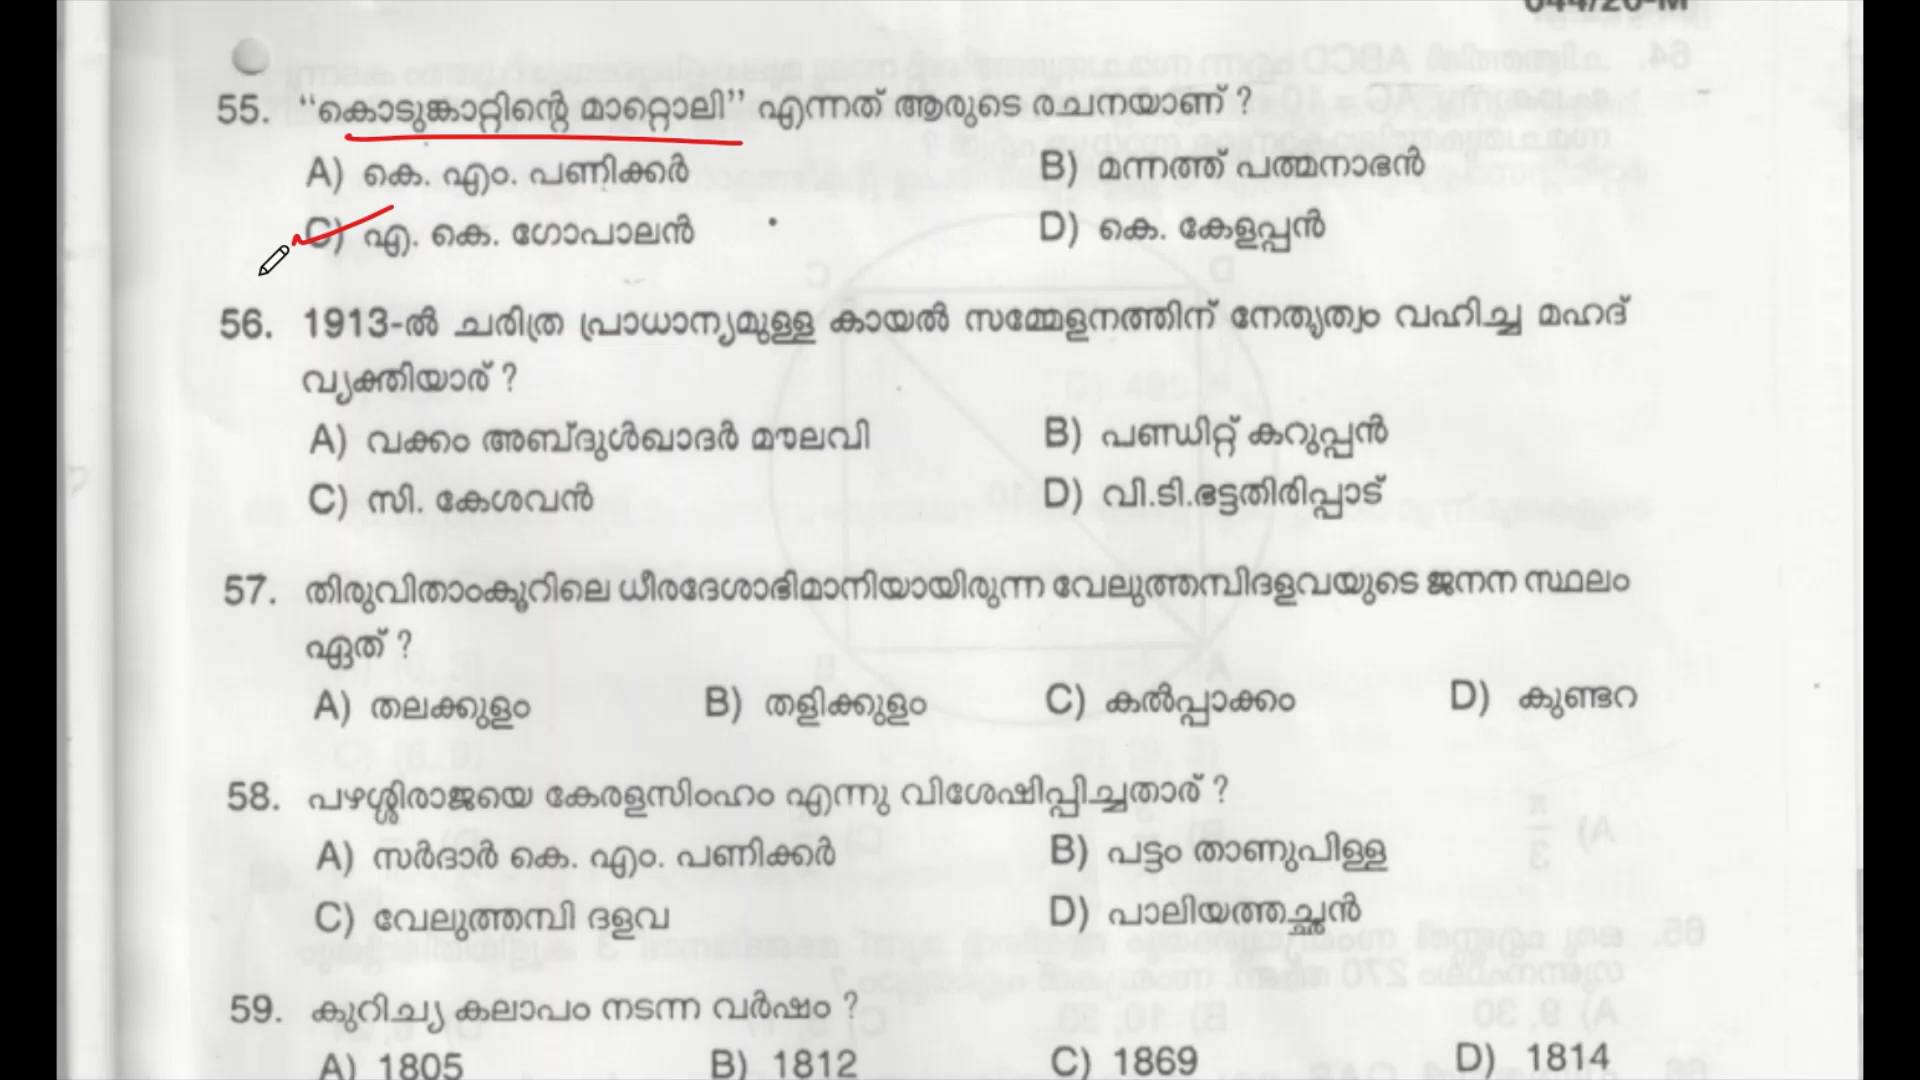 55. “കൊടുങ്കാറ്റിന്റെ മാറ്റൊലി” എന്നത് ആരുടെ രചനയാണ് ?
A) കെ. എം. പണിക്കർ B) മന്നത്ത് പത്മനാഭൻ
C) എ. കെ. ഗോപാലൻ D) കെ. കേളപ്പൻ
56. 1913-ൽ ചരിത്ര പ്രാധാന്യമുള്ള കായൽ സമ്മേളനത്തിന് നേതൃത്വം വഹിച്ച മഹദ്
വ്യക്തിയാര് ?
A) വക്കം അബ്ദുൾഖാദർ മൗലവി B) പണ്ഡിറ്റ് കറുപ്പൻ
C) സി. കേശവൻ D) വി.ടി.ഭട്ടതിരിപ്പാട്
57. തിരുവിതാംകൂറിലെ ധീരദേശാഭിമാനിയായിരുന്ന വേലുത്തമ്പിദളവയുടെ ജനന സ്ഥലം
ഏത് ?
A) തലക്കുളം B) തളിക്കുളം C) കൽപ്പാക്കം D) കുണ്ടറ
58. പഴശ്ശിരാജയെ കേരളസിംഹം എന്നു വിശേഷിപ്പിച്ചതാര് ?
A) സർദാർ കെ. എം. പണിക്കർ B) പട്ടം താണുപിള്ള
C) വേലുത്തമ്പി ദളവ D) പാലിയത്തച്ഛൻ
59. കുറിച്യ കലാപം നടന്ന വർഷം ?
A) 1805 B) 1812 C) 1869 D) 1814